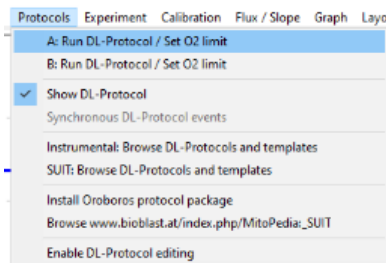 Protocols Experiment Calibration Flux / Slope Graph Layo
A: Run DL-Protocol / Set O2 limit
B: Run DL-Protocol / Set O2 limit
Show DL-Protocol
Synchronous DL-Protocol events
Instrumental: Browse DL-Protocols and templates
SUIT: Browse DL-Protocols and templates
Install Oroboros protocol package
Browse www.bioblast.at/index.php/MitoPedia:_SUIT
Enable DL-Protocol editing